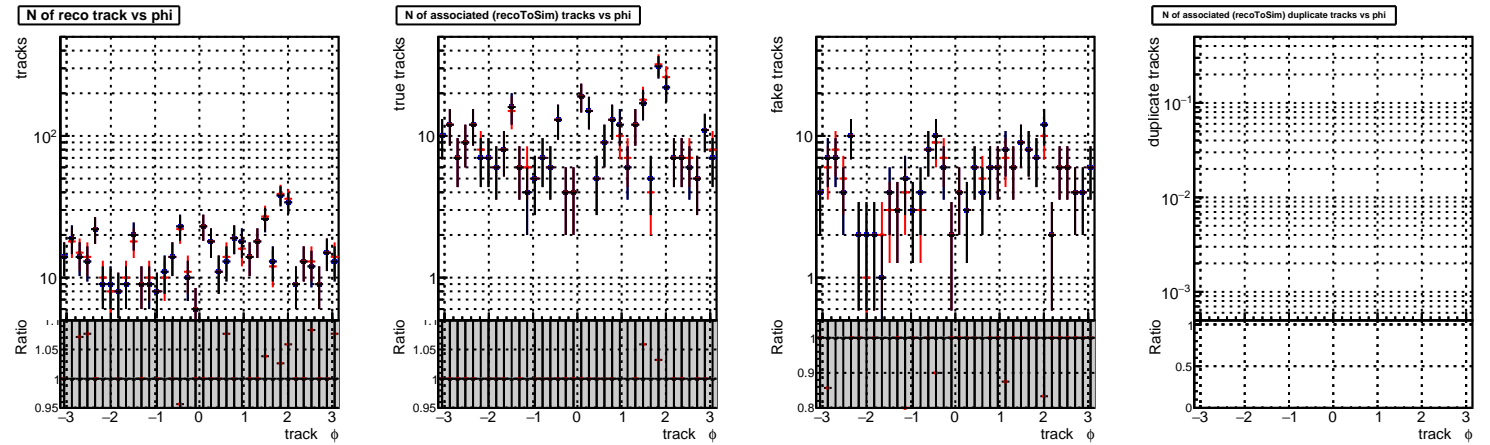 N of reco track vs phi
tracks
10²
10
Ratio
1.1
1.05
1
0.95
−3 −2 −1 0 1 2 3
track φ
N of associated (recoToSim) tracks vs phi
true tracks
10
1
Ratio
1.1
1.05
1
0.95
−3 −2 −1 0 1 2 3
track φ
fake tracks
10
1
Ratio
1
0.9
0.8
−3 −2 −1 0 1 2 3
track φ
N of associated (recoToSim) duplicate tracks vs phi
duplicate tracks
10⁻¹
10⁻²
10⁻³
Ratio
1
0.5
0
−3 −2 −1 0 1 2 3
track φ